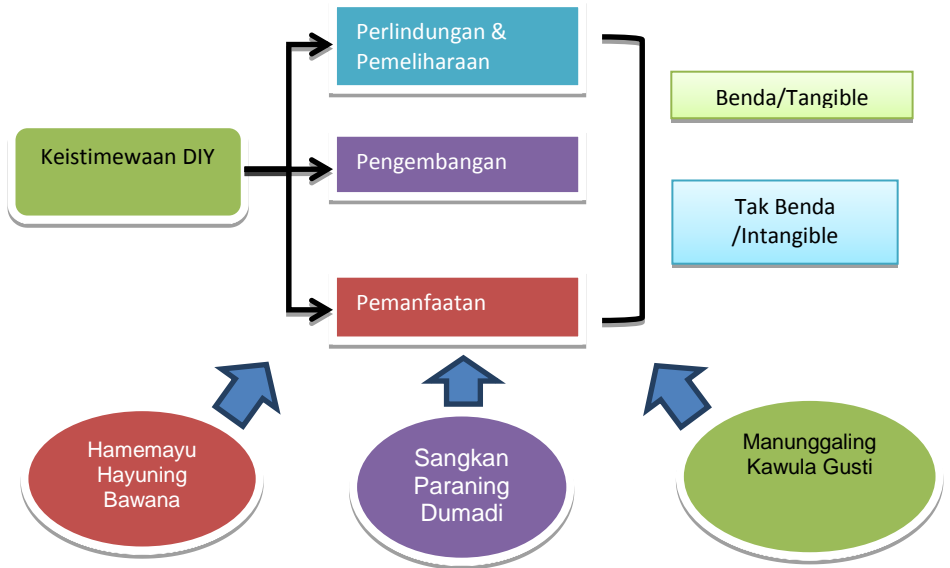 Keistimewaan DIY
Perlindungan &
Pemeliharaan
Pengembangan
Pemanfaatan
Benda/Tangible
Tak Benda
/Intangible
Hamemayu
Hayuning
Bawana
Sangkan
Paraning
Dumadi
Manunggaling
Kawula Gusti